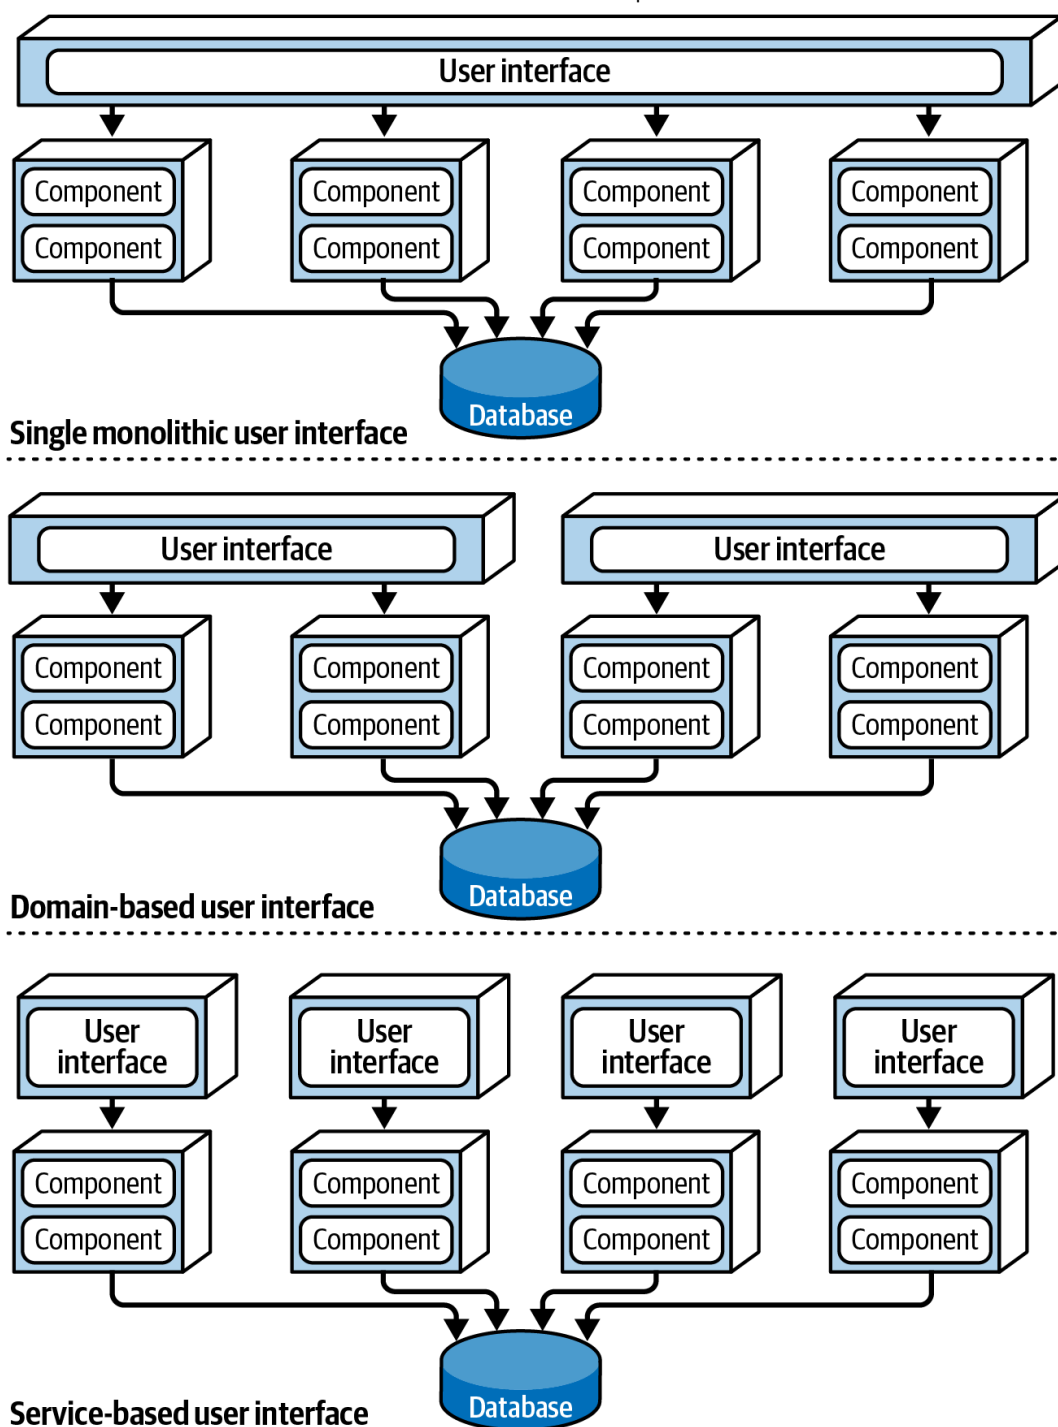 User interface
Component Component Component Component
Component Component Component Component
Database
Single monolithic user interface
User interface User interface
Component Component Component Component
Component Component Component Component
Database
Domain-based user interface
User interface User interface User interface User interface
Component Component Component Component
Component Component Component Component
Database
Service-based user interface